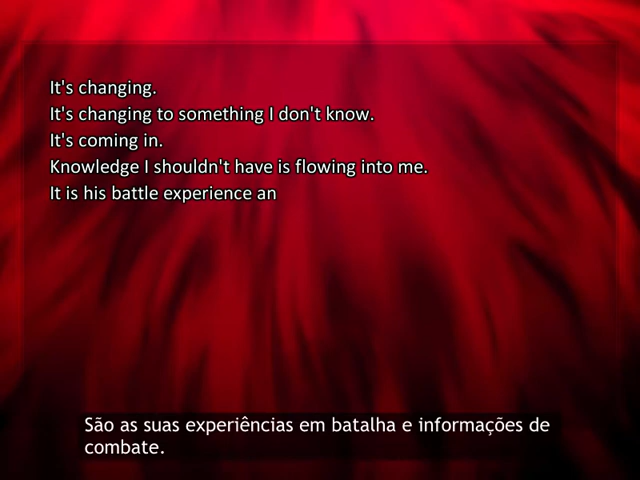 It's changing.
It's changing to something I don't know.
It's coming in.
Knowledge I shouldn't have is flowing into me.
It is his battle experience an
São as suas experiências em batalha e informações de
combate.